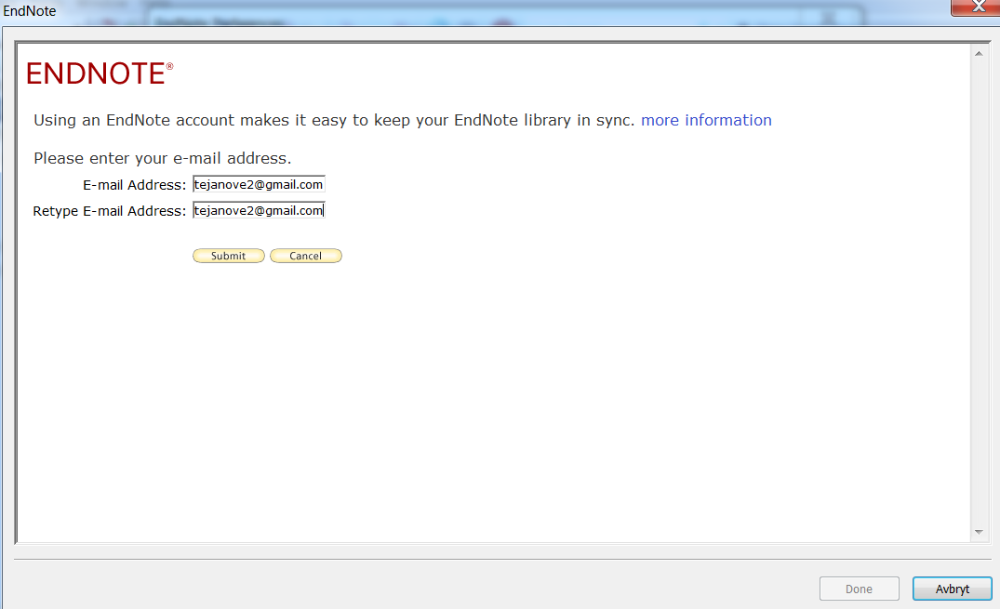 EndNote
ENDNOTE®
Using an EndNote account makes it easy to keep your EndNote library in sync. more information
Please enter your e-mail address.
E-mail Address: tejanove2@gmail.com
Retype E-mail Address: tejanove2@gmail.com
Submit Cancel
Done Avbryt